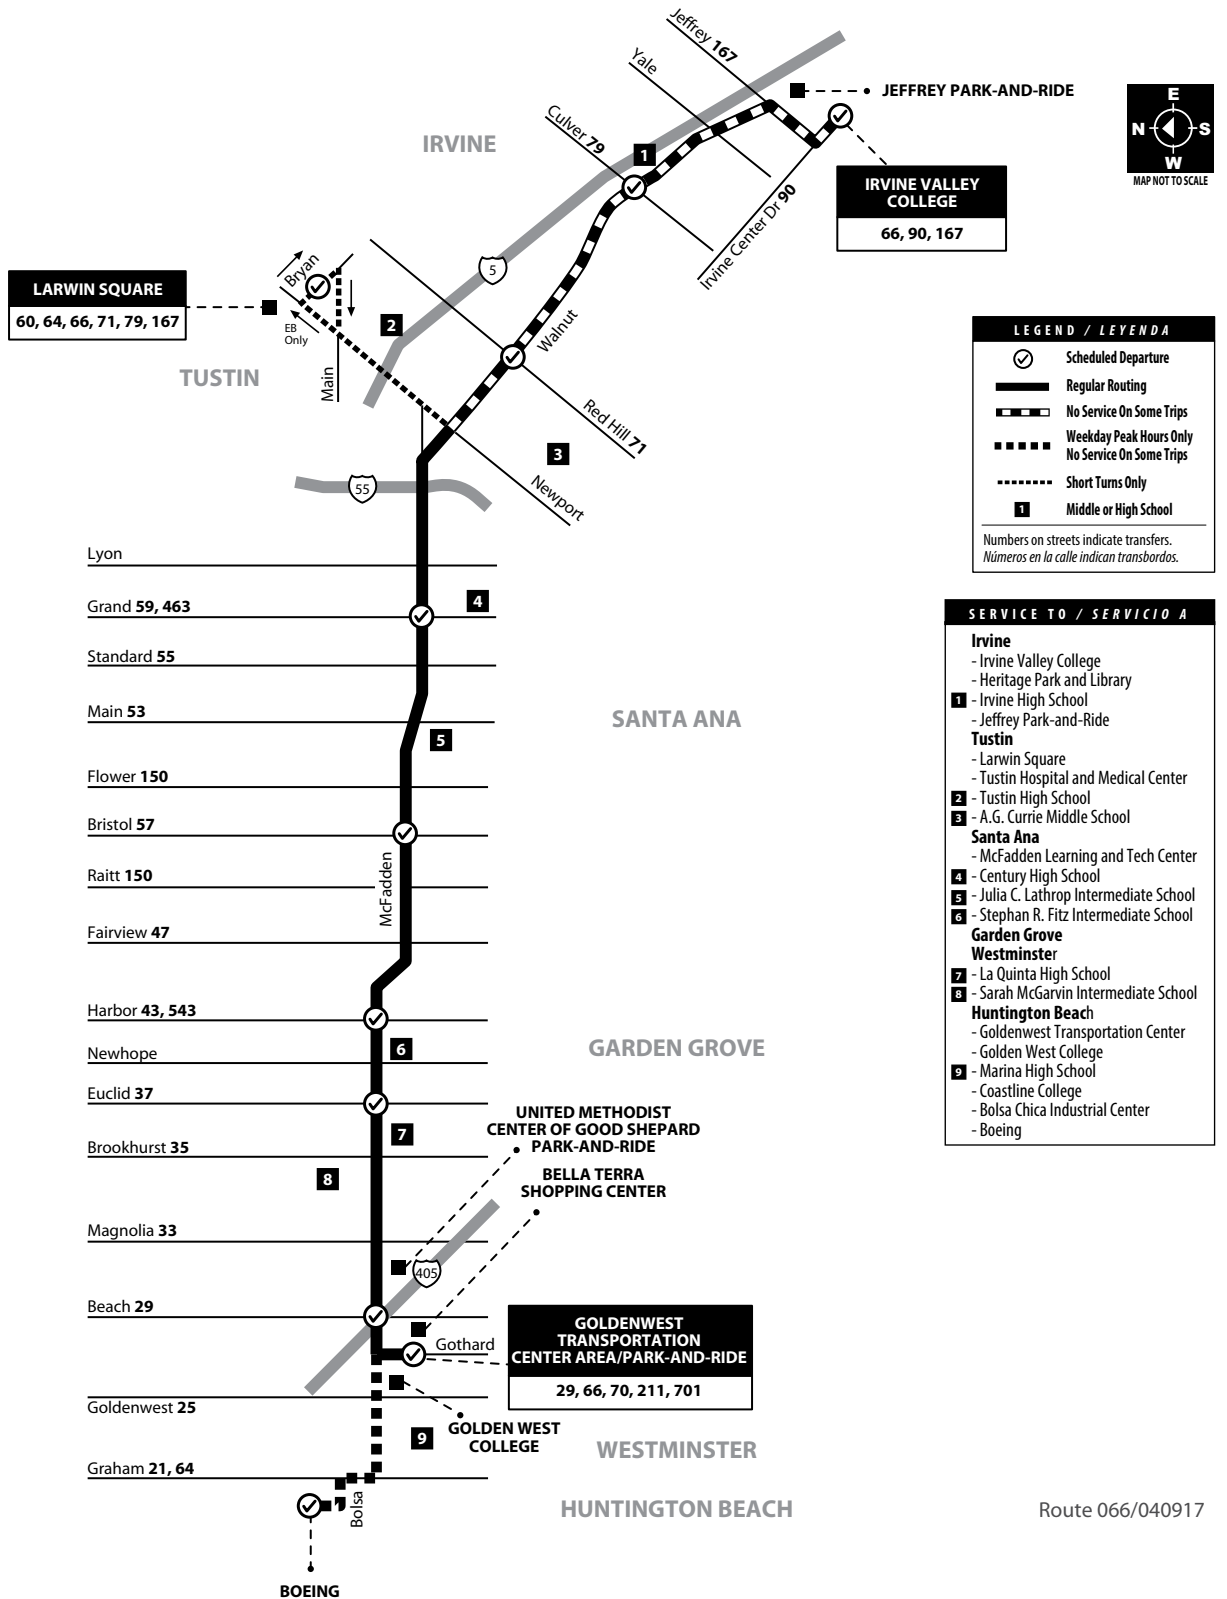 Jeffrey 167
Yale
JEFFREY PARK-AND-RIDE
Culver 79
IRVINE
1
E
N S
W
MAP NOT TO SCALE
IRVINE VALLEY
COLLEGE
66, 90, 167
Irvine Center Dr 90
Bryan
5
LARWIN SQUARE
60, 64, 66, 71, 79, 167
EB
Only
2
Walnut
TUSTIN
Main
Red Hill 71
3
Newport
55
LEGEND / LEYENDA
Scheduled Departure
Regular Routing
No Service On Some Trips
Weekday Peak Hours Only
No Service On Some Trips
Short Turns Only
1 Middle or High School
Numbers on streets indicate transfers.
Números en la calle indican transbordos.
Lyon
Grand 59, 463
4
Standard 55
Main 53
SANTA ANA
5
Flower 150
Bristol 57
McFadden
Raitt 150
Fairview 47
Harbor 43, 543
6
GARDEN GROVE
Newhope
Euclid 37
7
UNITED METHODIST
CENTER OF GOOD SHEPARD
PARK-AND-RIDE
Brookhurst 35
8
BELLA TERRA
SHOPPING CENTER
Magnolia 33
405
Beach 29
Gothard
GOLDENWEST
TRANSPORTATION
CENTER AREA/PARK-AND-RIDE
29, 66, 70, 211, 701
Goldenwest 25
9
GOLDEN WEST
COLLEGE
WESTMINSTER
Graham 21, 64
Bolsa
HUNTINGTON BEACH
BOEING
SERVICE TO / SERVICIO A
Irvine
- Irvine Valley College
- Heritage Park and Library
1 - Irvine High School
- Jeffrey Park-and-Ride
Tustin
- Larwin Square
- Tustin Hospital and Medical Center
2 - Tustin High School
3 - A.G. Currie Middle School
Santa Ana
- McFadden Learning and Tech Center
4 - Century High School
5 - Julia C. Lathrop Intermediate School
6 - Stephan R. Fitz Intermediate School
Garden Grove
Westminster
7 - La Quinta High School
8 - Sarah McGarvin Intermediate School
Huntington Beach
- Goldenwest Transportation Center
- Golden West College
9 - Marina High School
- Coastline College
- Bolsa Chica Industrial Center
- Boeing
Route 066/040917